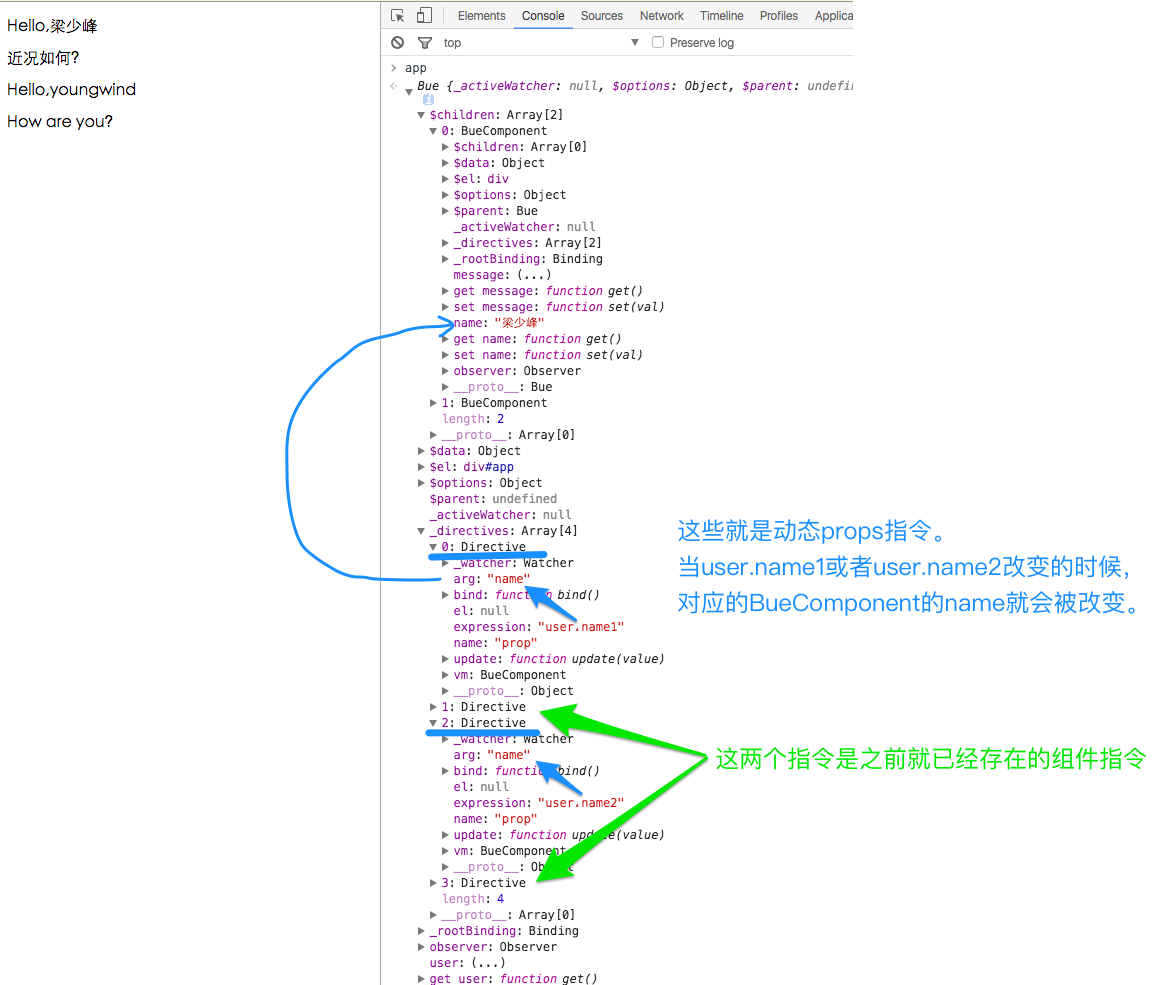 Hello,梁少峰
近况如何?
Hello,youngwind
How are you?
Elements Console Sources Network Timeline Profiles Applica
top Preserve log
app
Bue {_activeWatcher: null, $options: Object, $parent: undefi
$children: Array[2]
0: BueComponent
$children: Array[0]
$data: Object
$el: div
$options: Object
$parent: Bue
_activeWatcher: null
_directives: Array[2]
_rootBinding: Binding
message: (...)
get message: function get()
set message: function set(val)
name: "梁少峰"
get name: function get()
set name: function set(val)
observer: Observer
__proto__: Bue
1: BueComponent
length: 2
__proto__: Array[0]
$data: Object
$el: div#app
$options: Object
$parent: undefined
_activeWatcher: null
_directives: Array[4]
0: Directive
_watcher: Watcher
arg: "name"
bind: function bind()
el: null
expression: "user.name1"
name: "prop"
update: function update(value)
vm: BueComponent
__proto__: Object
1: Directive
2: Directive
_watcher: Watcher
arg: "name"
bind: function bind()
el: null
expression: "user.name2"
name: "prop"
update: function update(value)
vm: BueComponent
__proto__: Object
3: Directive
length: 4
__proto__: Array[0]
_rootBinding: Binding
observer: Observer
user: (...)
get user: function get()
这些就是动态props指令。
当user.name1或者user.name2改变的时候,
对应的BueComponent的name就会被改变。
这两个指令是之前就已经存在的组件指令